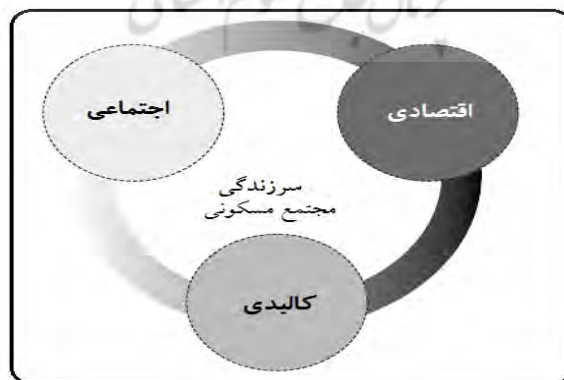 اقتصادی
اجتماعی
سرزندگی
مجتمع مسکونی
کالبدی